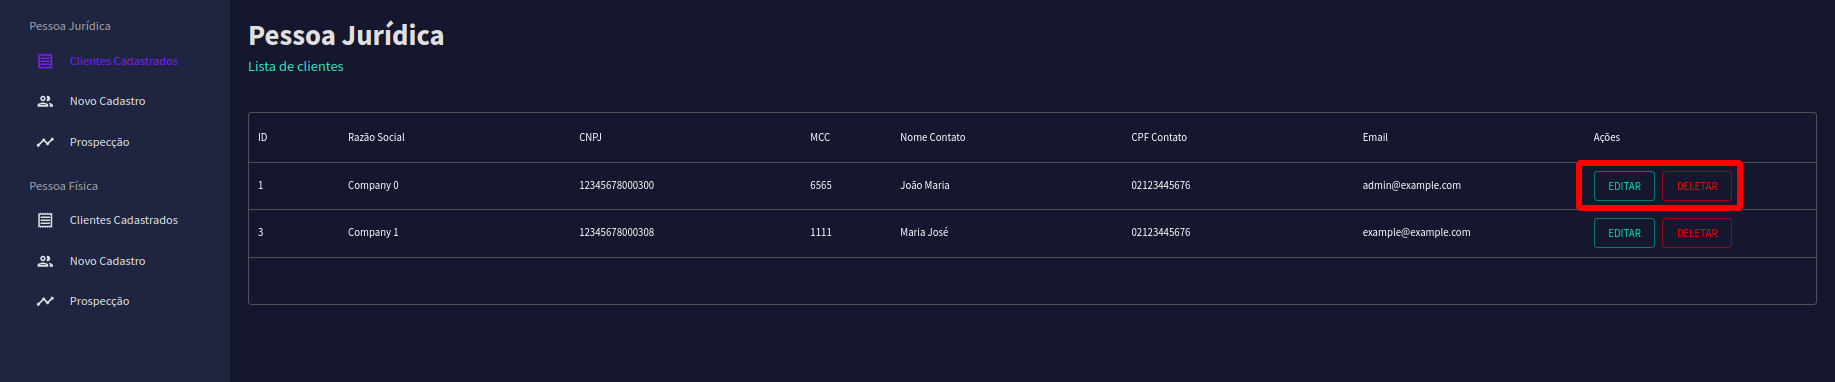 Pessoa Jurídica
Clientes Cadastrados
Novo Cadastro
Prospecção
Pessoa Física
Clientes Cadastrados
Novo Cadastro
Prospecção
Pessoa Jurídica
Lista de clientes
ID Razão Social CNPJ MCC Nome Contato CPF Contato Email Ações
1 Company 0 12345678000300 6565 João Maria 02123445676 admin@example.com EDITAR DELETAR
3 Company 1 12345678000308 1111 Maria José 02123445676 example@example.com EDITAR DELETAR